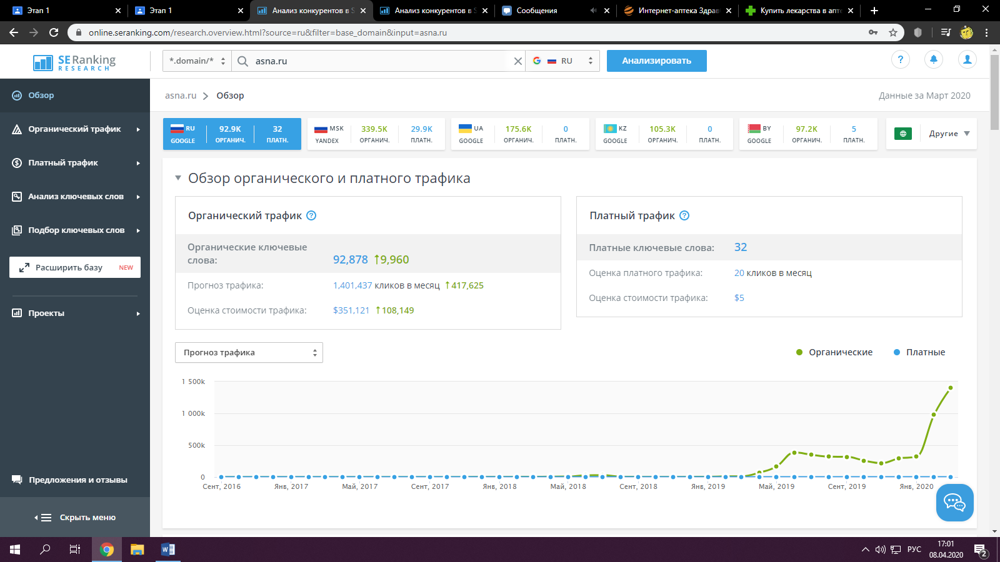 Этап 1
Этап 1
Анализ конкурентов в S
Анализ конкурентов в S
Сообщения
Интернет-аптека Здрав
Купить лекарства в апте
online.seranking.com/research.overview.html?source=ru&filter=base_domain&input=asna.ru
SE Ranking
RESEARCH
*.domain/*
asna.ru
RU
Анализировать
?
Обзор
Органический трафик
Платный трафик
Анализ ключевых слов
Подбор ключевых слов
Расширить базу NEW
Проекты
Предложения и отзывы
Скрыть меню
asna.ru > Обзор
Данные за Март 2020
RU 92.9K 32
GOOGLE ОРГАНИЧ. ПЛАТН.
MSK 339.5K 29.9K
YANDEX ОРГАНИЧ. ПЛАТН.
UA 175.6K 0
GOOGLE ОРГАНИЧ. ПЛАТН.
KZ 105.3K 0
GOOGLE ОРГАНИЧ. ПЛАТН.
BY 97.2K 5
GOOGLE ОРГАНИЧ. ПЛАТН.
Другие
Обзор органического и платного трафика
Органический трафик ?
Органические ключевые
слова: 92,878 ↑9,960
Прогноз трафика: 1,401,437 кликов в месяц ↑417,625
Оценка стоимости трафика: $351,121 ↑108,149
Платный трафик ?
Платные ключевые слова: 32
Оценка платного трафика: 20 кликов в месяц
Оценка стоимости трафика: $5
Прогноз трафика
Органические Платные
1 500k
1 000k
500k
0
Сент, 2016 Янв, 2017 Май, 2017 Сент, 2017 Янв, 2018 Май, 2018 Сент, 2018 Янв, 2019 Май, 2019 Сент, 2019 Янв, 2020
РУС
17:01
08.04.2020
2